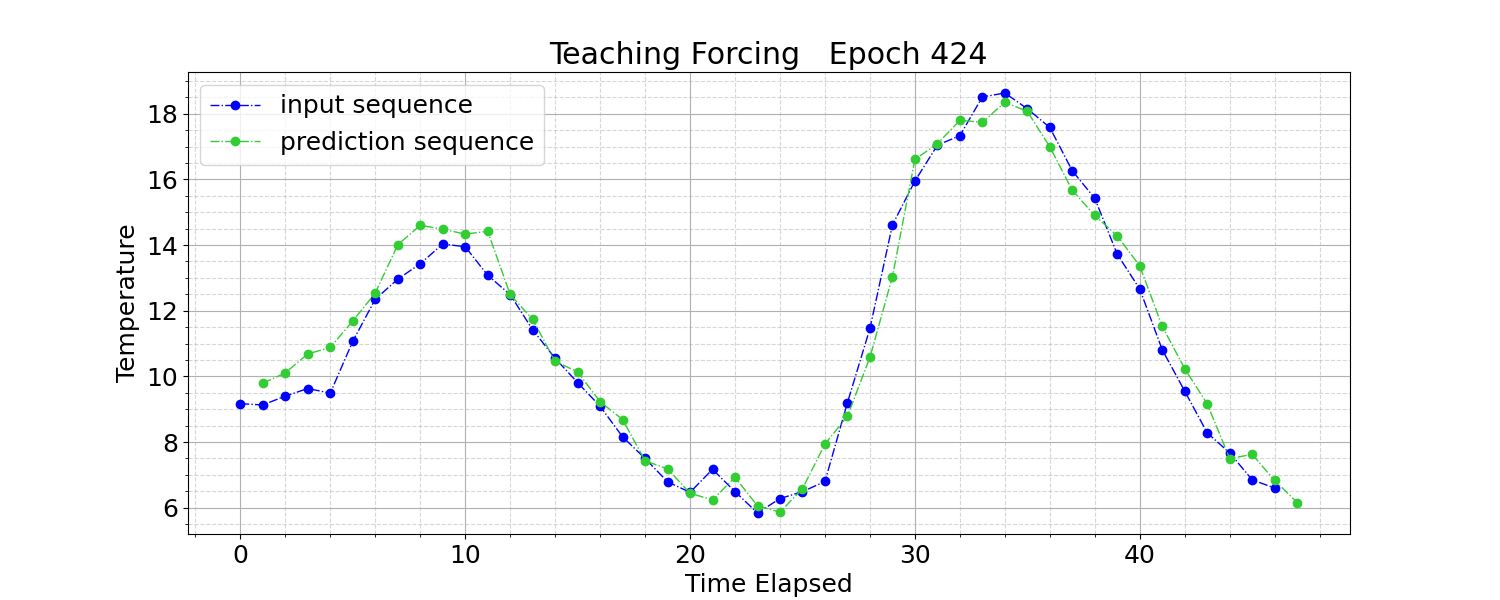 Teaching Forcing   Epoch 424
input sequence
prediction sequence
Temperature
18
16
14
12
10
8
6
0 10 20 30 40
Time Elapsed